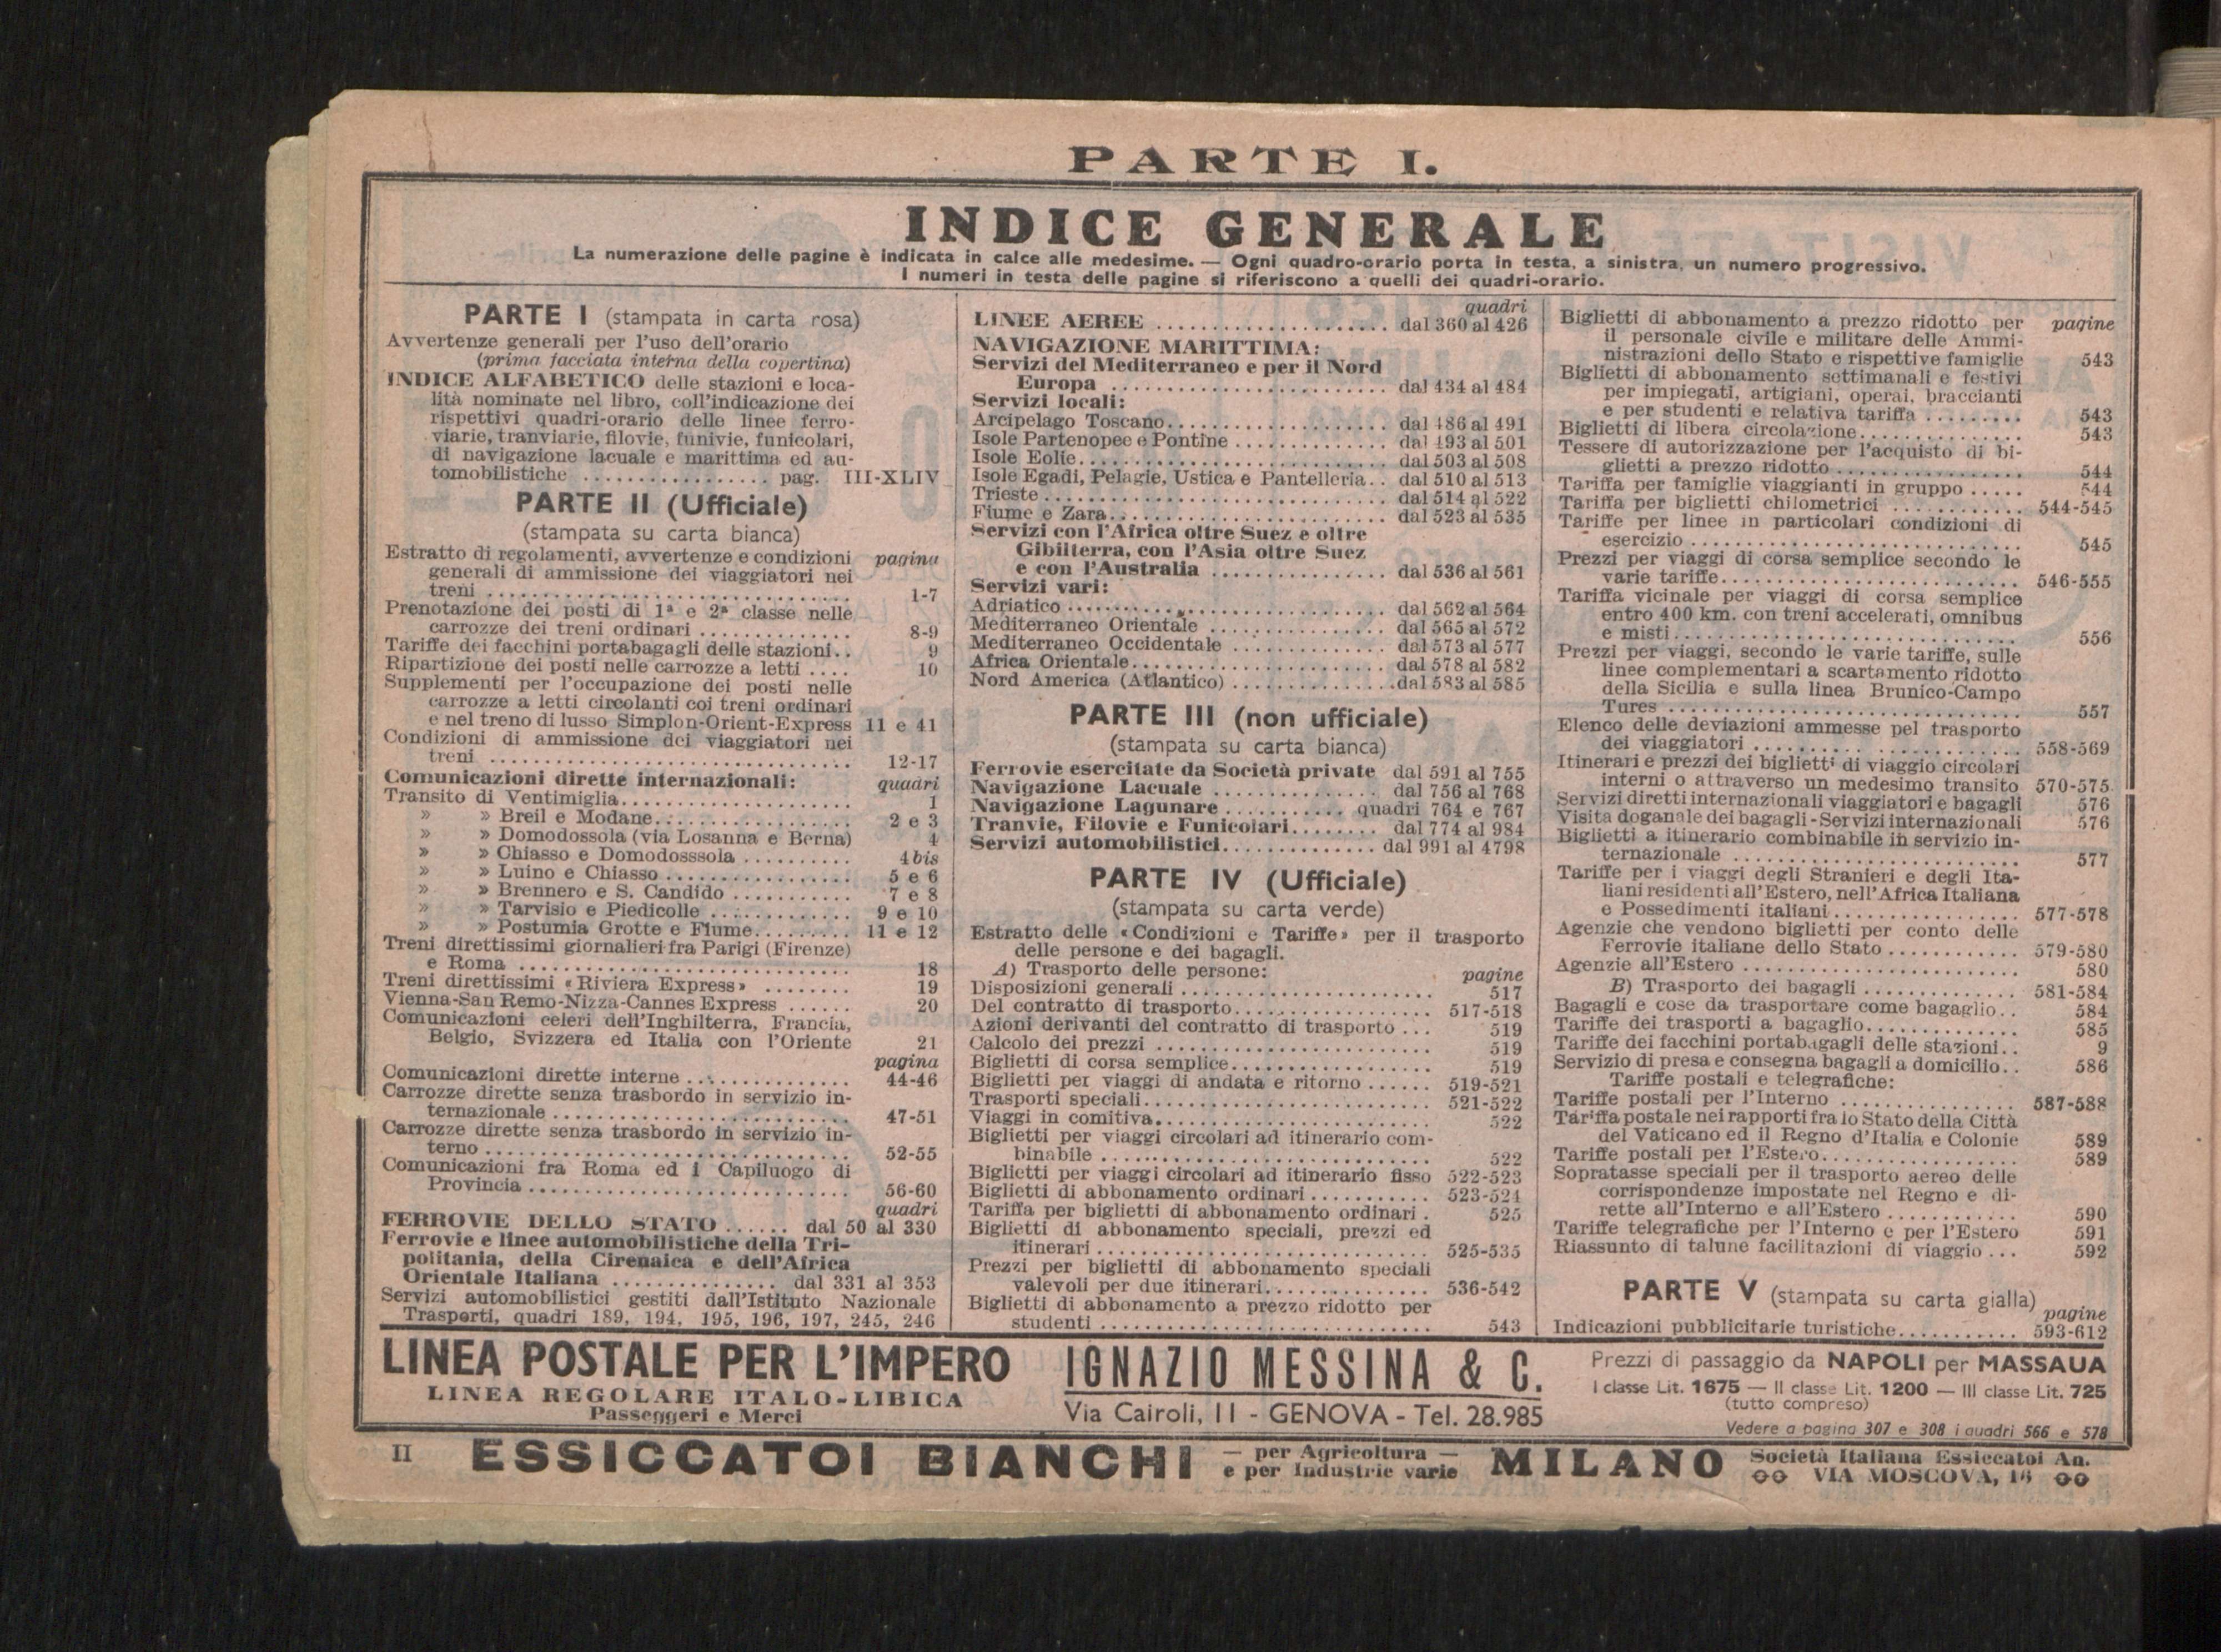 PARTE I.
INDICE GENERALE
La numerazione delle pagine è indicata in calce alle medesime. — Ogni quadro-orario porta in testa, a sinistra, un numero progressivo.
I numeri in testa delle pagine si riferiscono a quelli dei quadri-orario.
PARTE I (stampata in carta rosa)
Avvertenze generali per l'uso dell'orario
(prima facciata interna della copertina)
INDICE ALFABETICO delle stazioni e loca-
lità nominate nel libro, coll'indicazione dei
rispettivi quadri-orario delle linee ferro-
viarie, tranviarie, filovie, funivie, funicolari,
di navigazione lacuale e marittima ed au-
tomobilistiche ................ pag. III-XLIV
PARTE II (Ufficiale)
(stampata su carta bianca)
Estratto di regolamenti, avvertenze e condizioni pagina
generali di ammissione dei viaggiatori nei
treni ................................ 1-7
Prenotazione dei posti di 1ª e 2ª classe nelle
carrozze dei treni ordinari .............. 8-9
Tariffe dei facchini portabagagli delle stazioni.. 9
Ripartizione dei posti nelle carrozze a letti .... 10
Supplementi per l'occupazione dei posti nelle
carrozze a letti circolanti coi treni ordinari
e nel treno di lusso Simplon-Orient-Express 11 e 41
Condizioni di ammissione dei viaggiatori nei
treni ................................ 12-17
Comunicazioni dirette internazionali: quadri
Transito di Ventimiglia.................... 1
» » Breil e Modane................. 2 e 3
» » Domodossola (via Losanna e Berna) 4
» » Chiasso e Domodosssola .......... 4 bis
» » Luino e Chiasso ................. 5 e 6
» » Brennero e S. Candido ........... 7 e 8
» » Tarvisio e Piedicolle ............. 9 e 10
» » Postumia Grotte e Fiume......... 11 e 12
Treni direttissimi giornalieri fra Parigi (Firenze)
e Roma .............................. 18
Treni direttissimi «Riviera Express» ........ 19
Vienna-San Remo-Nizza-Cannes Express ...... 20
Comunicazioni celeri dell'Inghilterra, Francia,
Belgio, Svizzera ed Italia con l'Oriente 21
pagina
Comunicazioni dirette interne ............... 44-46
Carrozze dirette senza trasbordo in servizio in-
ternazionale .......................... 47-51
Carrozze dirette senza trasbordo in servizio in-
terno ................................ 52-55
Comunicazioni fra Roma ed i Capiluogo di
Provincia ............................ 56-60
quadri
FERROVIE DELLO STATO ...... dal 50 al 330
Ferrovie e linee automobilistiche della Tri-
politania, della Cirenaica e dell'Africa
Orientale Italiana ............... dal 331 al 353
Servizi automobilistici gestiti dall'Istituto Nazionale
Trasporti, quadri 189, 194, 195, 196, 197, 245, 246
quadri
LINEE AEREE .................... dal 360 al 426
NAVIGAZIONE MARITTIMA:
Servizi del Mediterraneo e per il Nord
Europa ........................ dal 434 al 484
Servizi locali:
Arcipelago Toscano................... dal 486 al 491
Isole Partenopee e Pontine ............. dal 493 al 501
Isole Eolie........................... dal 503 al 508
Isole Egadi, Pelagie, Ustica e Pantelleria.. dal 510 al 513
Trieste .............................. dal 514 al 522
Fiume e Zara......................... dal 523 al 535
Servizi con l'Africa oltre Suez e oltre
Gibilterra, con l'Asia oltre Suez
e con l'Australia ............... dal 536 al 561
Servizi vari:
Adriatico ............................ dal 562 al 564
Mediterraneo Orientale ................ dal 565 al 572
Mediterraneo Occidentale .............. dal 573 al 577
Africa Orientale....................... dal 578 al 582
Nord America (Atlantico) ............... dal 583 al 585
PARTE III (non ufficiale)
(stampata su carta bianca)
Ferrovie esercitate da Società private dal 591 al 755
Navigazione Lacuale ............... dal 756 al 768
Navigazione Lagunare ........... quadri 764 e 767
Tranvie, Filovie e Funicolari........ dal 774 al 984
Servizi automobilistici.............. dal 991 al 4798
PARTE IV (Ufficiale)
(stampata su carta verde)
Estratto delle «Condizioni e Tariffe» per il trasporto
delle persone e dei bagagli.
A) Trasporto delle persone: pagine
Disposizioni generali ....................... 517
Del contratto di trasporto.................. 517-518
Azioni derivanti del contratto di trasporto ... 519
Calcolo dei prezzi .......................... 519
Biglietti di corsa semplice.................. 519
Biglietti per viaggi di andata e ritorno ...... 519-521
Trasporti speciali.......................... 521-522
Viaggi in comitiva.......................... 522
Biglietti per viaggi circolari ad itinerario com-
binabile .............................. 522
Biglietti per viaggi circolari ad itinerario fisso 522-523
Biglietti di abbonamento ordinari ........... 523-524
Tariffa per biglietti di abbonamento ordinari . 525
Biglietti di abbonamento speciali, prezzi ed
itinerari .............................. 525-535
Prezzi per biglietti di abbonamento speciali
valevoli per due itinerari............... 536-542
Biglietti di abbonamento a prezzo ridotto per
studenti .............................. 543
Biglietti di abbonamento a prezzo ridotto per pagine
il personale civile e militare delle Ammi-
nistrazioni dello Stato e rispettive famiglie 543
Biglietti di abbonamento settimanali e festivi
per impiegati, artigiani, operai, braccianti
e per studenti e relativa tariffa ......... 543
Biglietti di libera circolazione............... 543
Tessere di autorizzazione per l'acquisto di bi-
glietti a prezzo ridotto ................. 544
Tariffa per famiglie viaggianti in gruppo ..... 544
Tariffa per biglietti chilometrici ............ 544-545
Tariffe per linee in particolari condizioni di
esercizio ............................. 545
Prezzi per viaggi di corsa semplice secondo le
varie tariffe........................... 546-555
Tariffa vicinale per viaggi di corsa semplice
entro 400 km. con treni accelerati, omnibus
e misti................................ 556
Prezzi per viaggi, secondo le varie tariffe, sulle
linee complementari a scartamento ridotto
della Sicilia e sulla linea Brunico-Campo
Tures ................................ 557
Elenco delle deviazioni ammesse pel trasporto
dei viaggiatori ......................... 558-569
Itinerari e prezzi dei biglietti di viaggio circolari
interni o attraverso un medesimo transito 570-575
Servizi diretti internazionali viaggiatori e bagagli 576
Visita doganale dei bagagli - Servizi internazionali 576
Biglietti a itinerario combinabile in servizio in-
ternazionale .......................... 577
Tariffe per i viaggi degli Stranieri e degli Ita-
liani residenti all'Estero, nell'Africa Italiana
e Possedimenti italiani................. 577-578
Agenzie che vendono biglietti per conto delle
Ferrovie italiane dello Stato ............ 579-580
Agenzie all'Estero ......................... 580
B) Trasporto dei bagagli .............. 581-584
Bagagli e cose da trasportare come bagaglio.. 584
Tariffe dei trasporti a bagaglio.............. 585
Tariffe dei facchini portabagagli delle stazioni.. 9
Servizio di presa e consegna bagagli a domicilio.. 586
Tariffe postali e telegrafiche:
Tariffe postali per l'Interno ................ 587-588
Tariffa postale nei rapporti fra lo Stato della Città
del Vaticano ed il Regno d'Italia e Colonie 589
Tariffe postali per l'Estero.................. 589
Sopratasse speciali per il trasporto aereo delle
corrispondenze impostate nel Regno e di-
rette all'Interno e all'Estero ............ 590
Tariffe telegrafiche per l'Interno e per l'Estero 591
Riassunto di talune facilitazioni di viaggio ... 592
PARTE V (stampata su carta gialla)
pagine
Indicazioni pubblicitarie turistiche........... 593-612
LINEA POSTALE PER L'IMPERO
LINEA REGOLARE ITALO-LIBICA
Passeggeri e Merci
IGNAZIO MESSINA & C.
Via Cairoli, 11 - GENOVA - Tel. 28.985
Prezzi di passaggio da NAPOLI per MASSAUA
I classe Lit. 1675 — II classe Lit. 1200 — III classe Lit. 725
(tutto compreso)
Vedere a pagina 307 e 308 i quadri 566 e 578
II ESSICCATOI BIANCHI — per Agricoltura — e per Industrie varie MILANO Società Italiana Essiccatoi An. VIA MOSCOVA, 16